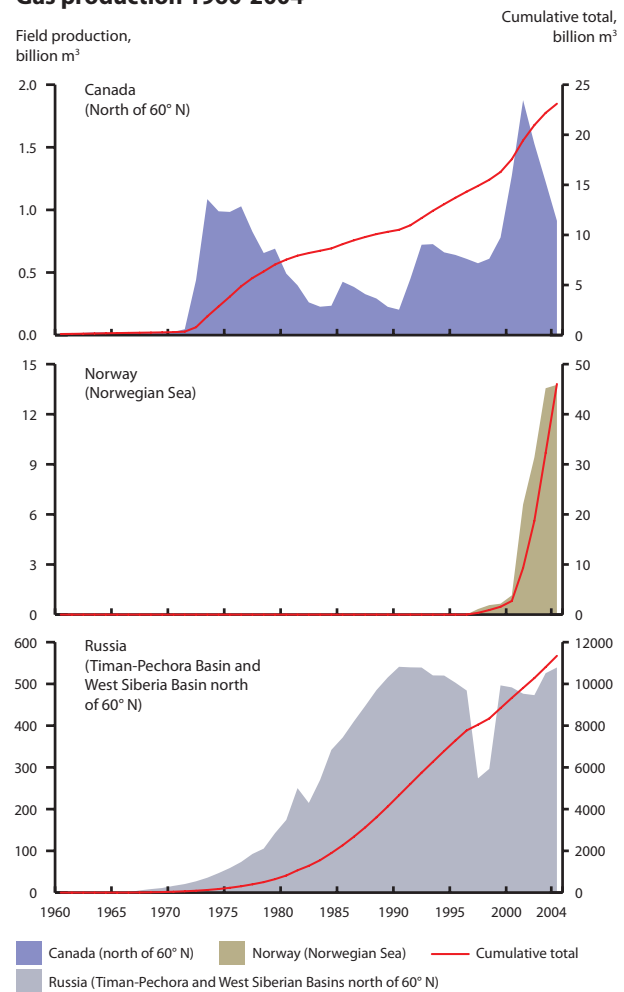 Gas production 1960-2004
Field production,
billion m³
Cumulative total,
billion m³
Canada
(North of 60° N)
2.0
1.5
1.0
0.5
0.0
25
20
15
10
5
0
Norway
(Norwegian Sea)
15
12
9
6
3
0
50
40
30
20
10
0
Russia
(Timan-Pechora Basin and
West Siberia Basin north
of 60° N)
600
500
400
300
200
100
0
12000
10000
8000
6000
4000
2000
0
1960 1965 1970 1975 1980 1985 1990 1995 2000 2004
Canada (north of 60° N) Norway (Norwegian Sea) Cumulative total
Russia (Timan-Pechora and West Siberian Basins north of 60° N)